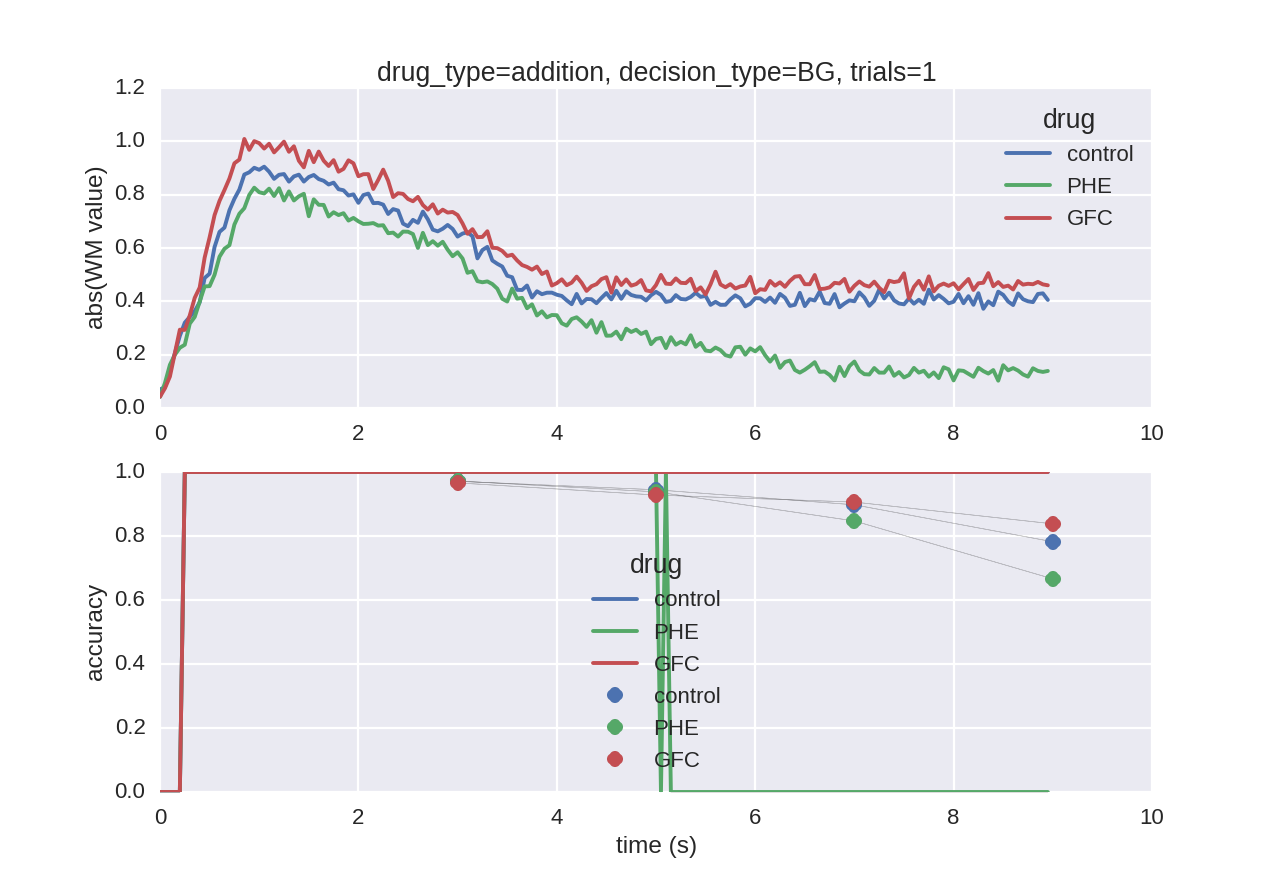 drug_type=addition, decision_type=BG, trials=1
abs(WM value)
1.2
1.0
0.8
0.6
0.4
0.2
0.0
drug
control
PHE
GFC
0 2 4 6 8 10
accuracy
1.0
0.8
0.6
0.4
0.2
0.0
drug
control
PHE
GFC
control
PHE
GFC
0 2 4 6 8 10
time (s)